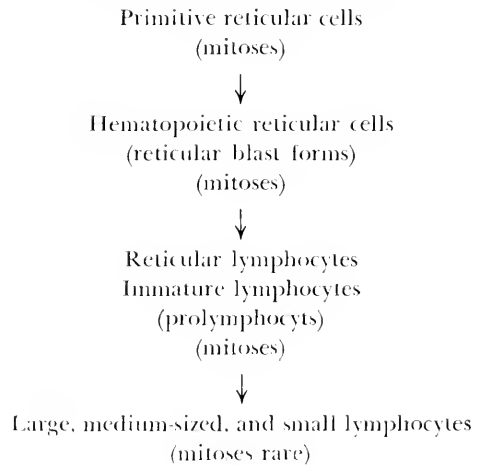 Primitive reticular cells
(mitoses)
↓
Hematopoietic reticular cells
(reticular blast forms)
(mitoses)
↓
Reticular lymphocytes
Immature lymphocytes
(prolymphocyts)
(mitoses)
↓
Large, medium-sized, and small lymphocytes
(mitoses rare)